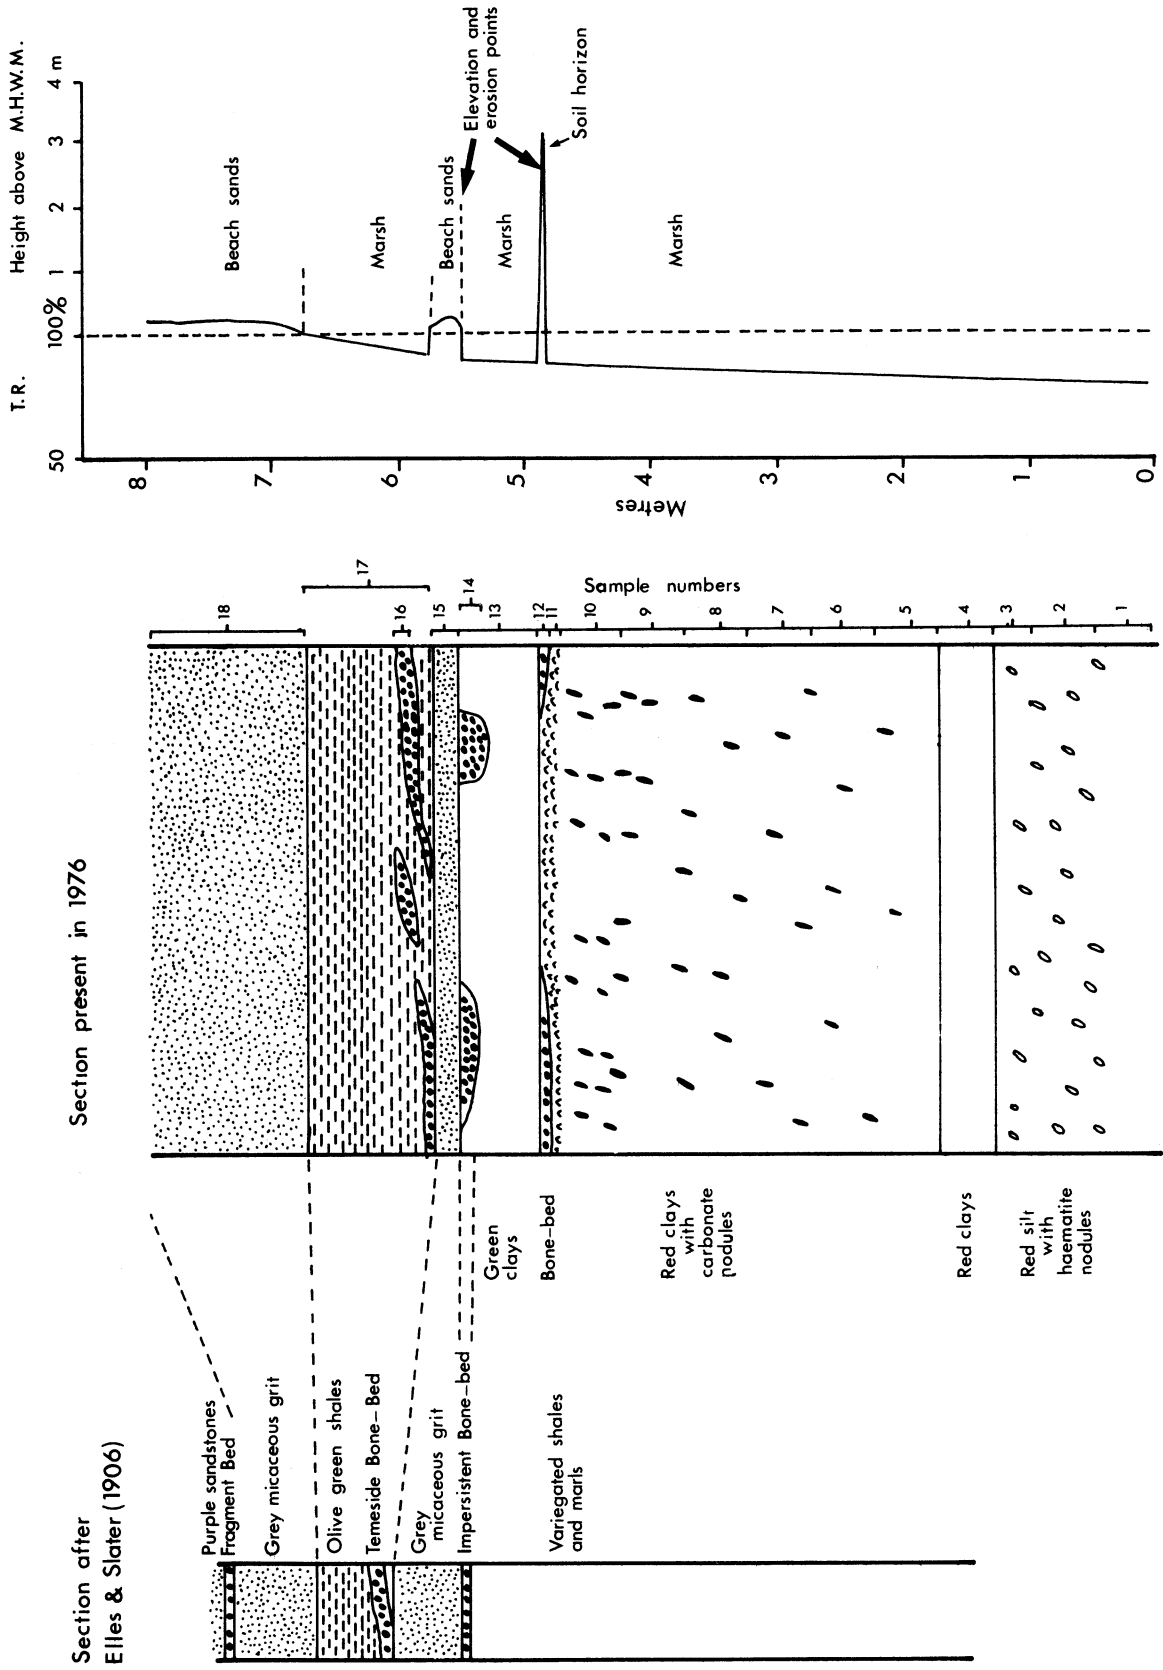 Section after
Elles & Slater (1906)
Purple sandstones
Fragment Bed
Grey micaceous grit
Olive green shales
Temeside Bone-Bed
Grey
micaceous grit
Impersistent Bone-bed
Variegated shales
and marls
Section present in 1976
Green
clays
Bone-bed
Red clays
with
carbonate
nodules
Red clays
Red silt
with
haematite
nodules
18
17
16
15
14
13
12
11
10
9
8
7
6
5
4
3
2
1
Sample numbers
T.R.
Height above M.H.W.M.
50
100%
1
2
3
4 m
8
7
6
5
4
3
2
1
0
Metres
Beach sands
Marsh
Beach sands
Marsh
Marsh
Elevation and
erosion points
Soil horizon